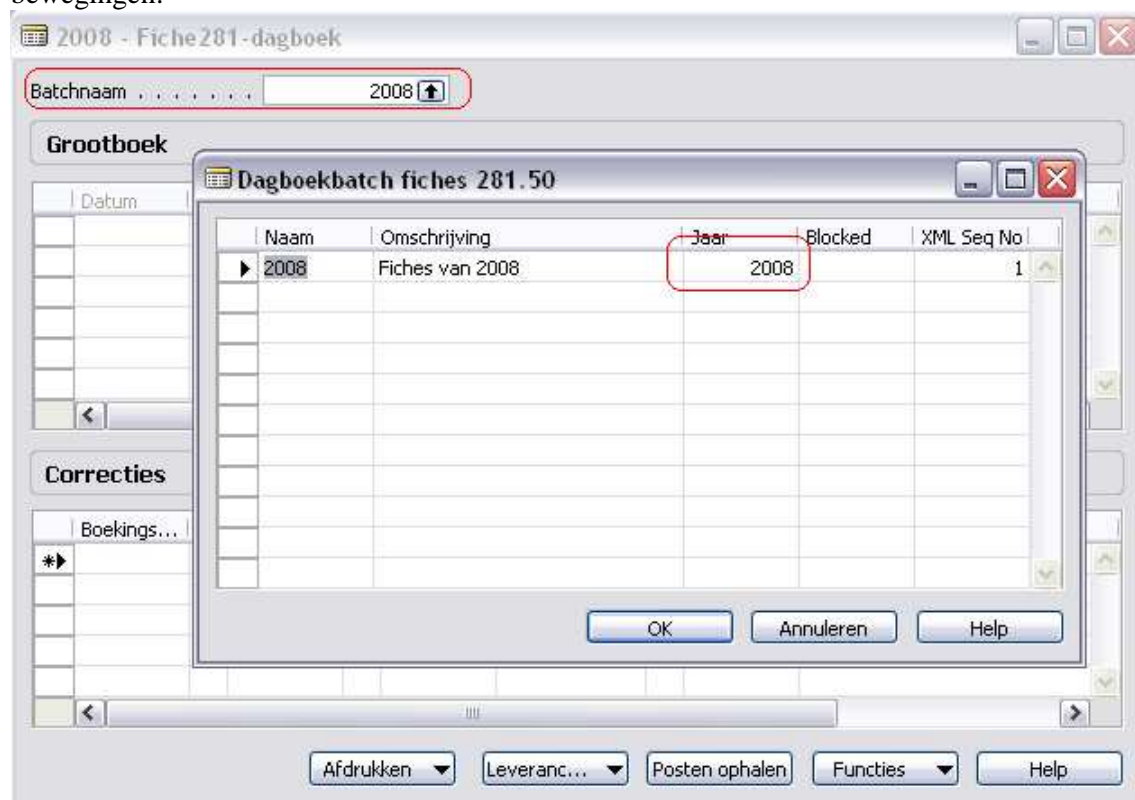 bewegingen.
2008 - Fiche281-dagboek
Batchnaam . . . . . . . 2008
Grootboek
Dagboekbatch fiches 281.50
Datum
Naam Omschrijving Jaar Blocked XML Seq No
2008 Fiches van 2008 2008 1
Correcties
Boekings...
OK Annuleren Help
Afdrukken Leveranc... Posten ophalen Functies Help